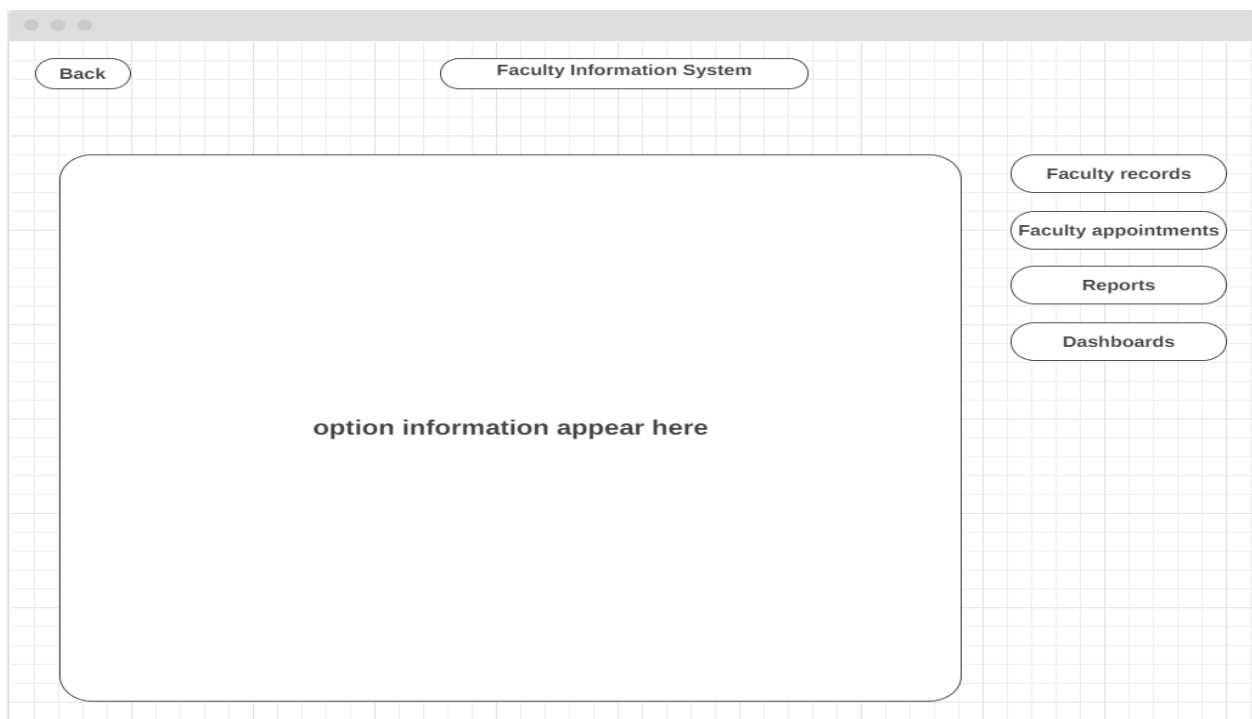 Back
Faculty Information System
Faculty records
Faculty appointments
Reports
Dashboards
option information appear here